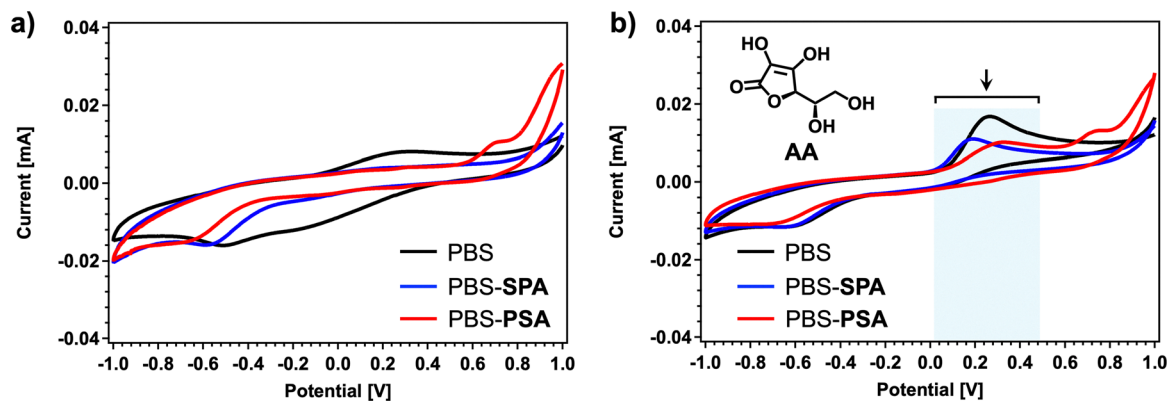 a)
Current [mA]
0.04
0.02
0.00
-0.02
-0.04
-1.0 -0.8 -0.6 -0.4 -0.2 0.0 0.2 0.4 0.6 0.8 1.0
Potential [V]
PBS
PBS-SPA
PBS-PSA
b)
Current [mA]
0.04
0.02
0.00
-0.02
-0.04
-1.0 -0.8 -0.6 -0.4 -0.2 0.0 0.2 0.4 0.6 0.8 1.0
Potential [V]
HO OH
O
O
OH
OH
AA
PBS
PBS-SPA
PBS-PSA